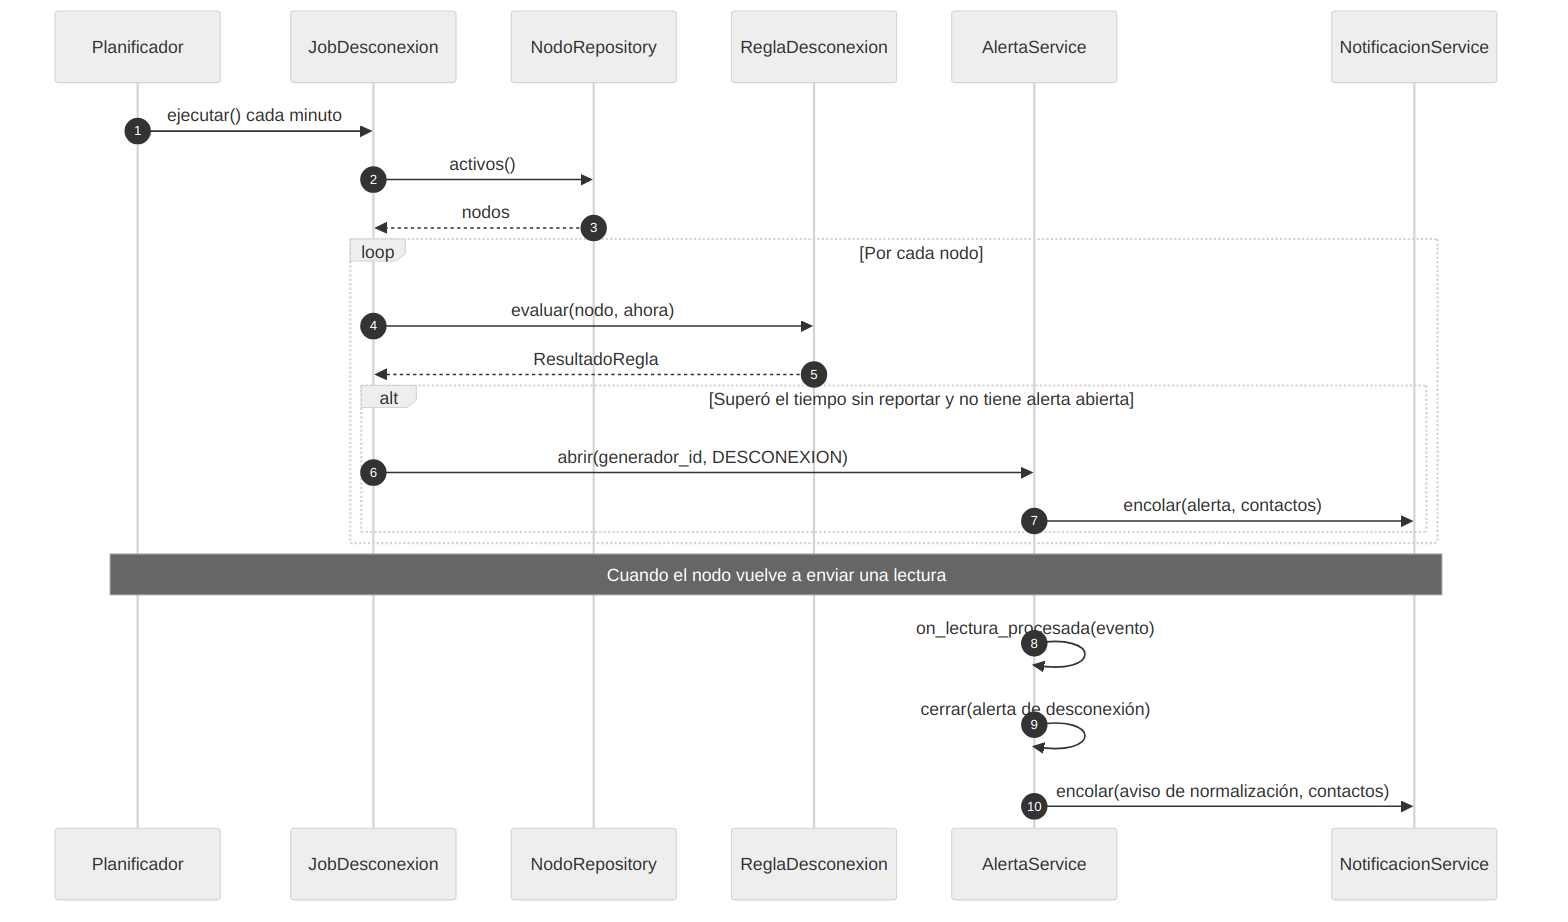 Planificador
JobDesconexion
NodoRepository
ReglaDesconexion
AlertaService
NotificacionService
ejecutar() cada minuto
1
activos()
2
nodos
3
loop
[Por cada nodo]
evaluar(nodo, ahora)
4
ResultadoRegla
5
alt
[Superó el tiempo sin reportar y no tiene alerta abierta]
abrir(generador_id, DESCONEXION)
6
encolar(alerta, contactos)
7
Cuando el nodo vuelve a enviar una lectura
on_lectura_procesada(evento)
8
cerrar(alerta de desconexión)
9
encolar(aviso de normalización, contactos)
10
Planificador
JobDesconexion
NodoRepository
ReglaDesconexion
AlertaService
NotificacionService